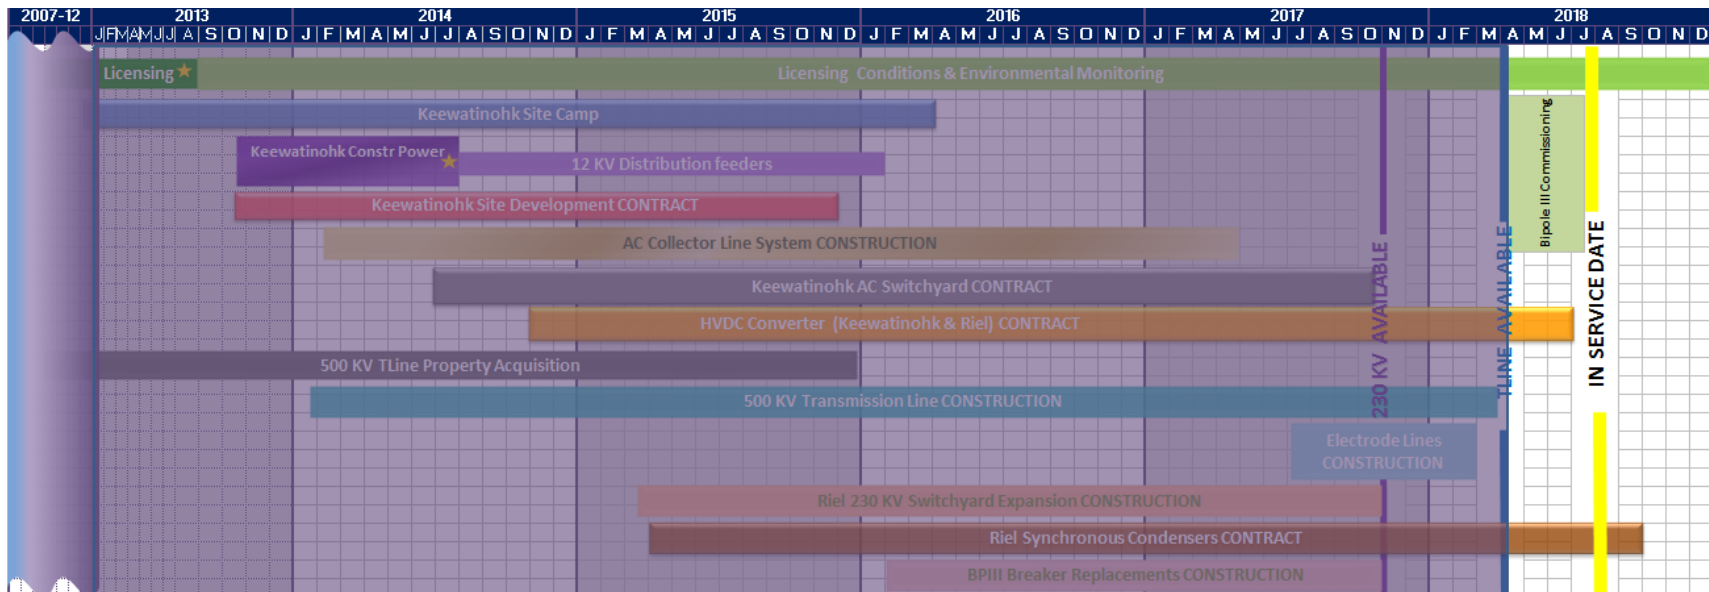 2007-12 2013 2014 2015 2016 2017 2018
J F M A M J J A S O N D J F M A M J J A S O N D J F M A M J J A S O N D J F M A M J J A S O N D J F M A M J J A S O N D J F M A M J J A S O N D
Licensing Licensing Conditions & Environmental Monitoring
Keewatinohk Site Camp
Keewatinohk Constr Power
12 KV Distribution feeders
Keewatinohk Site Development CONTRACT
AC Collector Line System CONSTRUCTION
Keewatinohk AC Switchyard CONTRACT
HVDC Converter (Keewatinohk & Riel) CONTRACT
500 KV TLine Property Acquisition
500 KV Transmission Line CONSTRUCTION
Electrode Lines
CONSTRUCTION
Riel 230 KV Switchyard Expansion CONSTRUCTION
Riel Synchronous Condensers CONTRACT
BPIII Breaker Replacements CONSTRUCTION
230 KV AVAILABLE
TLINE AVAILABLE
Bipole III Commissioning
IN SERVICE DATE